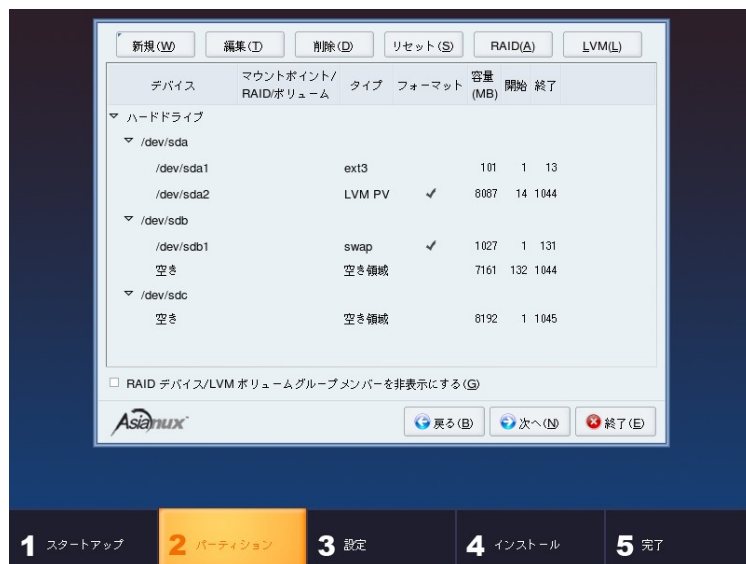 新規(W) 編集(T) 削除(D) リセット(S) RAID(A) LVM(L)
デバイス マウントポイント/RAID/ボリューム タイプ フォーマット 容量(MB) 開始 終了
ハードドライブ
/dev/sda
/dev/sda1 ext3 101 1 13
/dev/sda2 LVM PV ✓ 8087 14 1044
/dev/sdb
/dev/sdb1 swap ✓ 1027 1 131
空き 空き領域 7161 132 1044
/dev/sdc
空き 空き領域 8192 1 1045
RAID デバイス/LVM ボリュームグループメンバーを非表示にする(G)
Asianux 戻る(B) 次へ(N) 終了(E)
1 スタートアップ 2 パーティション 3 設定 4 インストール 5 完了